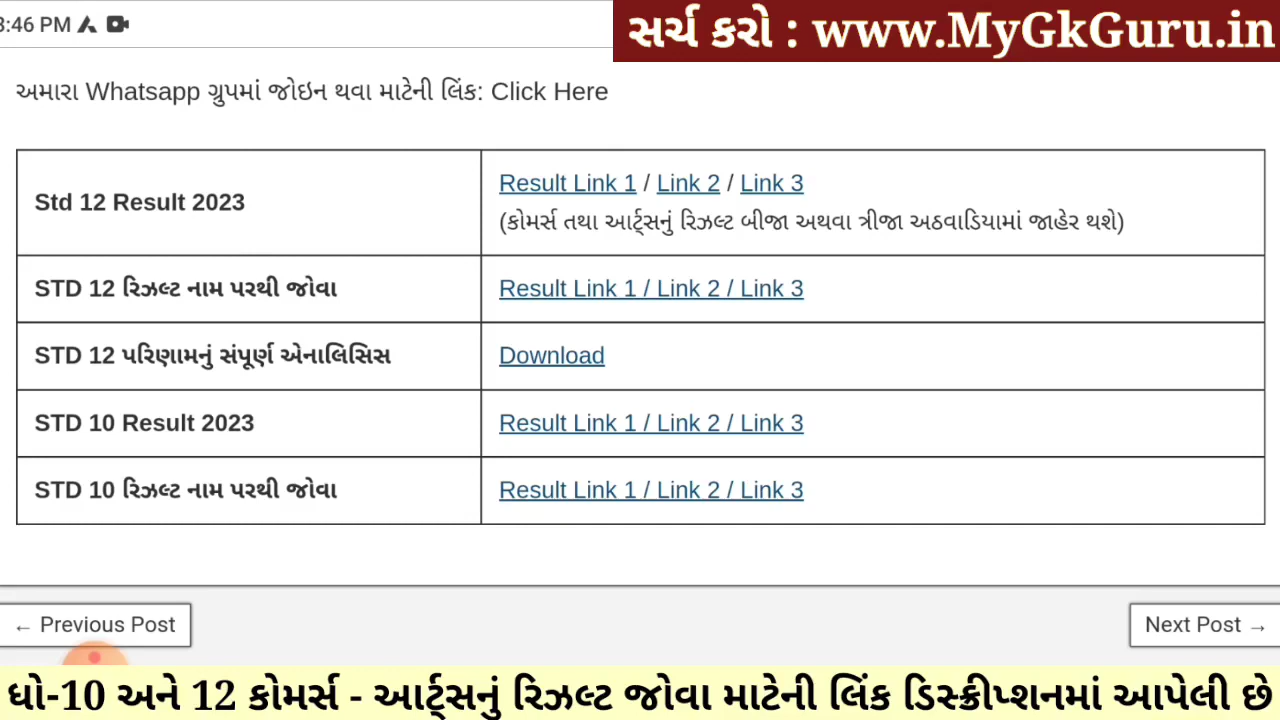 3:46 PM
સર્ચ કરો : www.MyGkGuru.in
અમારા Whatsapp ગ્રુપમાં જોઇન થવા માટેની લિંક: Click Here
Std 12 Result 2023
Result Link 1 / Link 2 / Link 3
(કોમર્સ તથા આર્ટ્સનું રિઝલ્ટ બીજા અથવા ત્રીજા અઠવાડિયામાં જાહેર થશે)
STD 12 રિઝલ્ટ નામ પરથી જોવા
Result Link 1 / Link 2 / Link 3
STD 12 પરિણામનું સંપૂર્ણ એનાલિસિસ
Download
STD 10 Result 2023
Result Link 1 / Link 2 / Link 3
STD 10 રિઝલ્ટ નામ પરથી જોવા
Result Link 1 / Link 2 / Link 3
← Previous Post
Next Post →
ધો-10 અને 12 કોમર્સ - આર્ટ્સનું રિઝલ્ટ જોવા માટેની લિંક ડિસ્ક્રીપ્શનમાં આપેલી છે